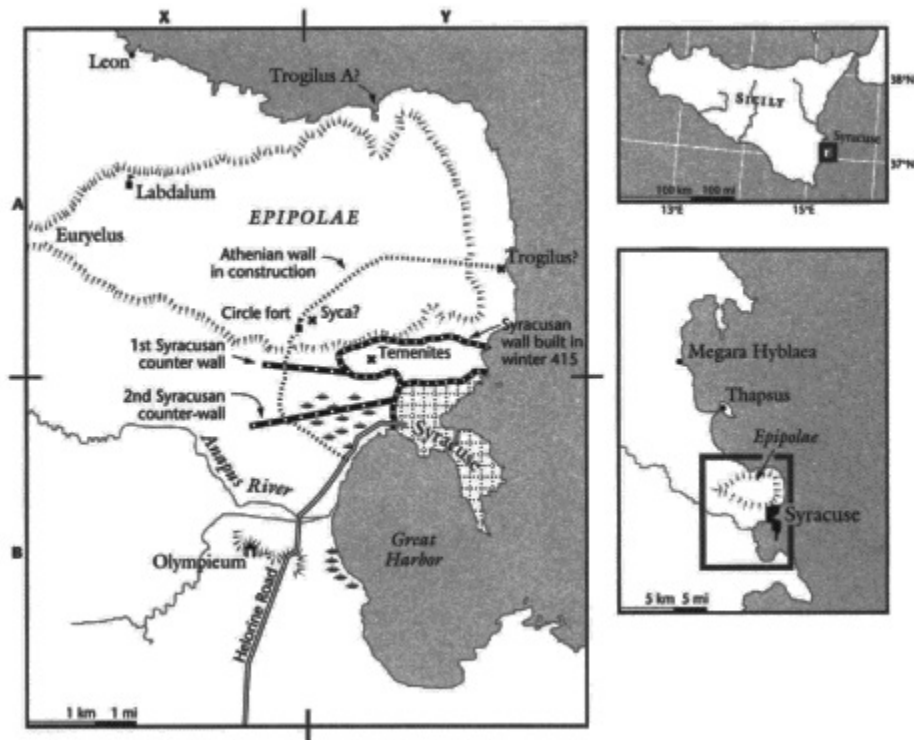 X
Y
Leon
Trogilus A?
Labdalum
A
EPIPOLAE
Euryelus
Athenian wall
in construction
Trogilus?
Circle fort
Syca?
1st Syracusan
counter wall
Temenites
Syracusan
wall built in
winter 415
2nd Syracusan
counter-wall
Syracuse
Anapus River
B
Olympieum
Great
Harbor
Helorine Road
1 km 1 mi
38°N
SICILY
Syracuse
37°N
100 km 100 mi
13°E
15°E
Megara Hyblaea
Thapsus
Epipolae
Syracuse
5 km 5 mi